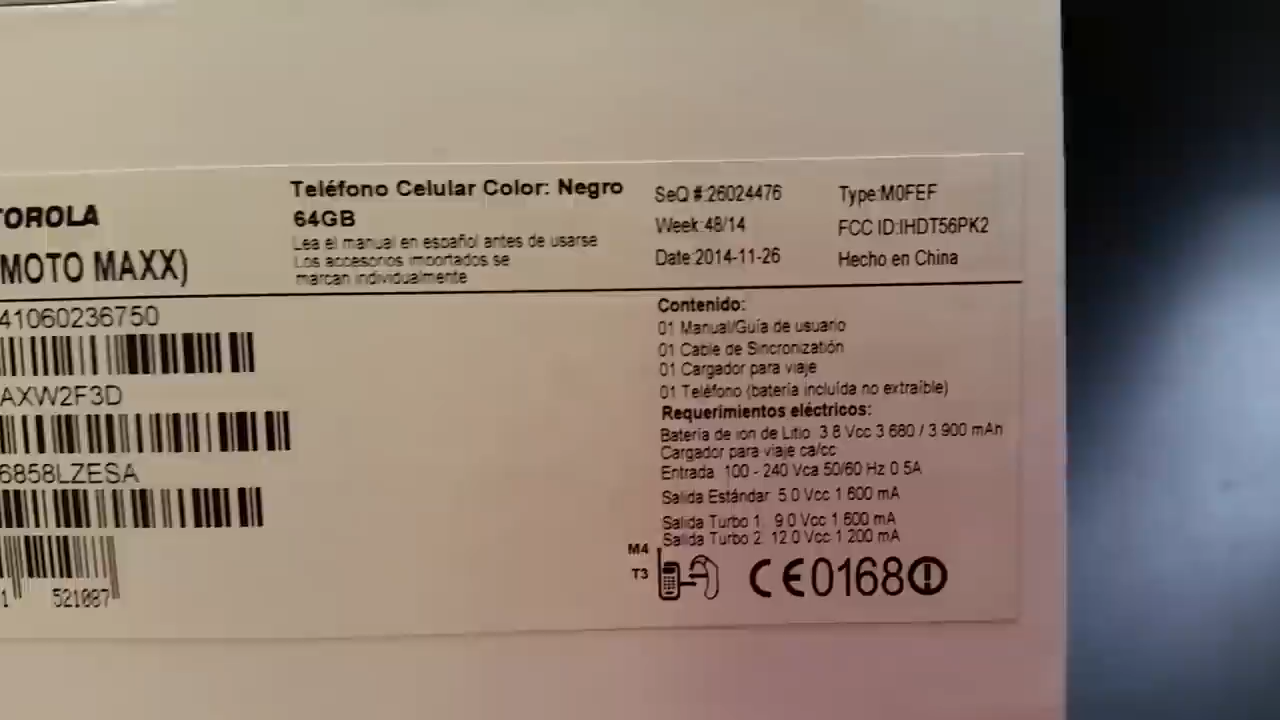 TOROLA
(MOTO MAXX)
Teléfono Celular Color: Negro
64GB
Lea el manual en español antes de usarse
Los accesorios importados se
marcan individualmente
SeQ #:26024476
Week:48/14
Date:2014-11-26
Type:M0FEF
FCC ID:IHDT56PK2
Hecho en China
41060236750
AXW2F3D
6858LZESA
1 521087
Contenido:
01 Manual/Guía de usuario
01 Cable de Sincronización
01 Cargador para viaje
01 Teléfono (batería incluída no extraíble)
Requerimientos eléctricos:
Batería de ion de Litio 3.8 Vcc 3 680 / 3 900 mAh
Cargador para viaje ca/cc
Entrada 100 - 240 Vca 50/60 Hz 0.5A
Salida Estándar 5.0 Vcc 1 600 mA
Salida Turbo 1. 9.0 Vcc 1 600 mA
Salida Turbo 2. 12.0 Vcc 1 200 mA
M4
T3
CE0168